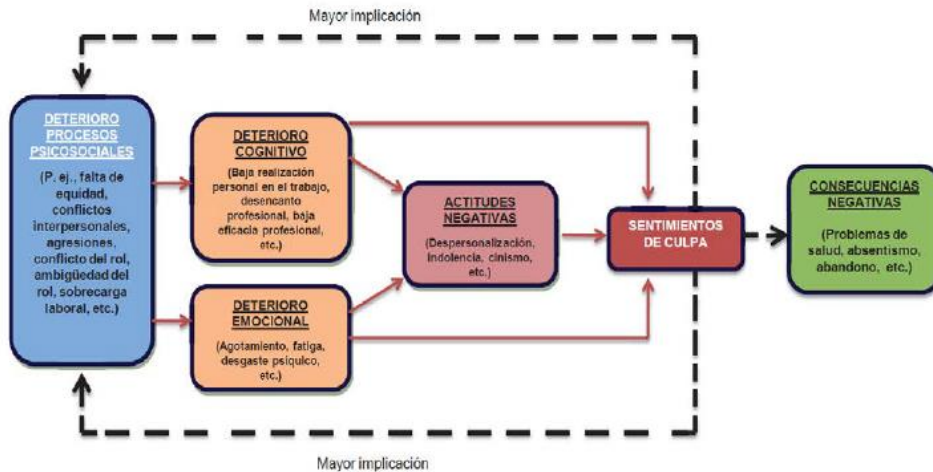 Mayor implicación
DETERIORO
PROCESOS
PSICOSOCIALES
(P. ej., falta de
equidad,
conflictos
interpersonales,
agresiones,
conflicto del rol,
ambigüedad del
rol, sobrecarga
laboral, etc.)
DETERIORO
COGNITIVO
(Baja realización
personal en el trabajo,
desencanto
profesional, baja
eficacia profesional,
etc.)
DETERIORO
EMOCIONAL
(Agotamiento, fatiga,
desgaste psíquico,
etc.)
ACTITUDES
NEGATIVAS
(Despersonalización,
indolencia, cinismo,
etc.)
SENTIMIENTOS
DE CULPA
CONSECUENCIAS
NEGATIVAS
(Problemas de
salud, absentismo,
abandono, etc.)
Mayor implicación